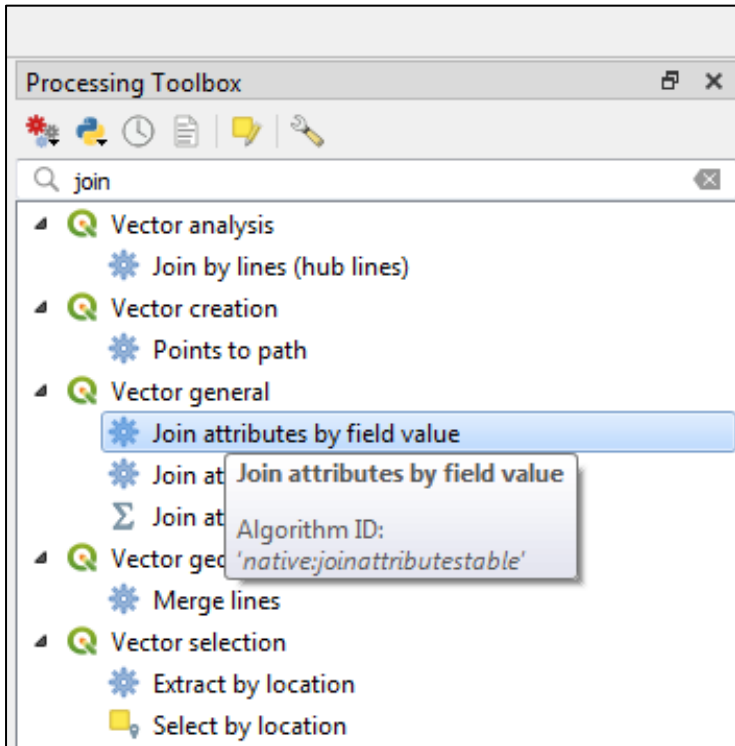 Processing Toolbox
join
Vector analysis
Join by lines (hub lines)
Vector creation
Points to path
Vector general
Join attributes by field value
Join at
Join attributes by field value
Join at
Algorithm ID:
'native:joinattributestable'
Vector geo
Merge lines
Vector selection
Extract by location
Select by location